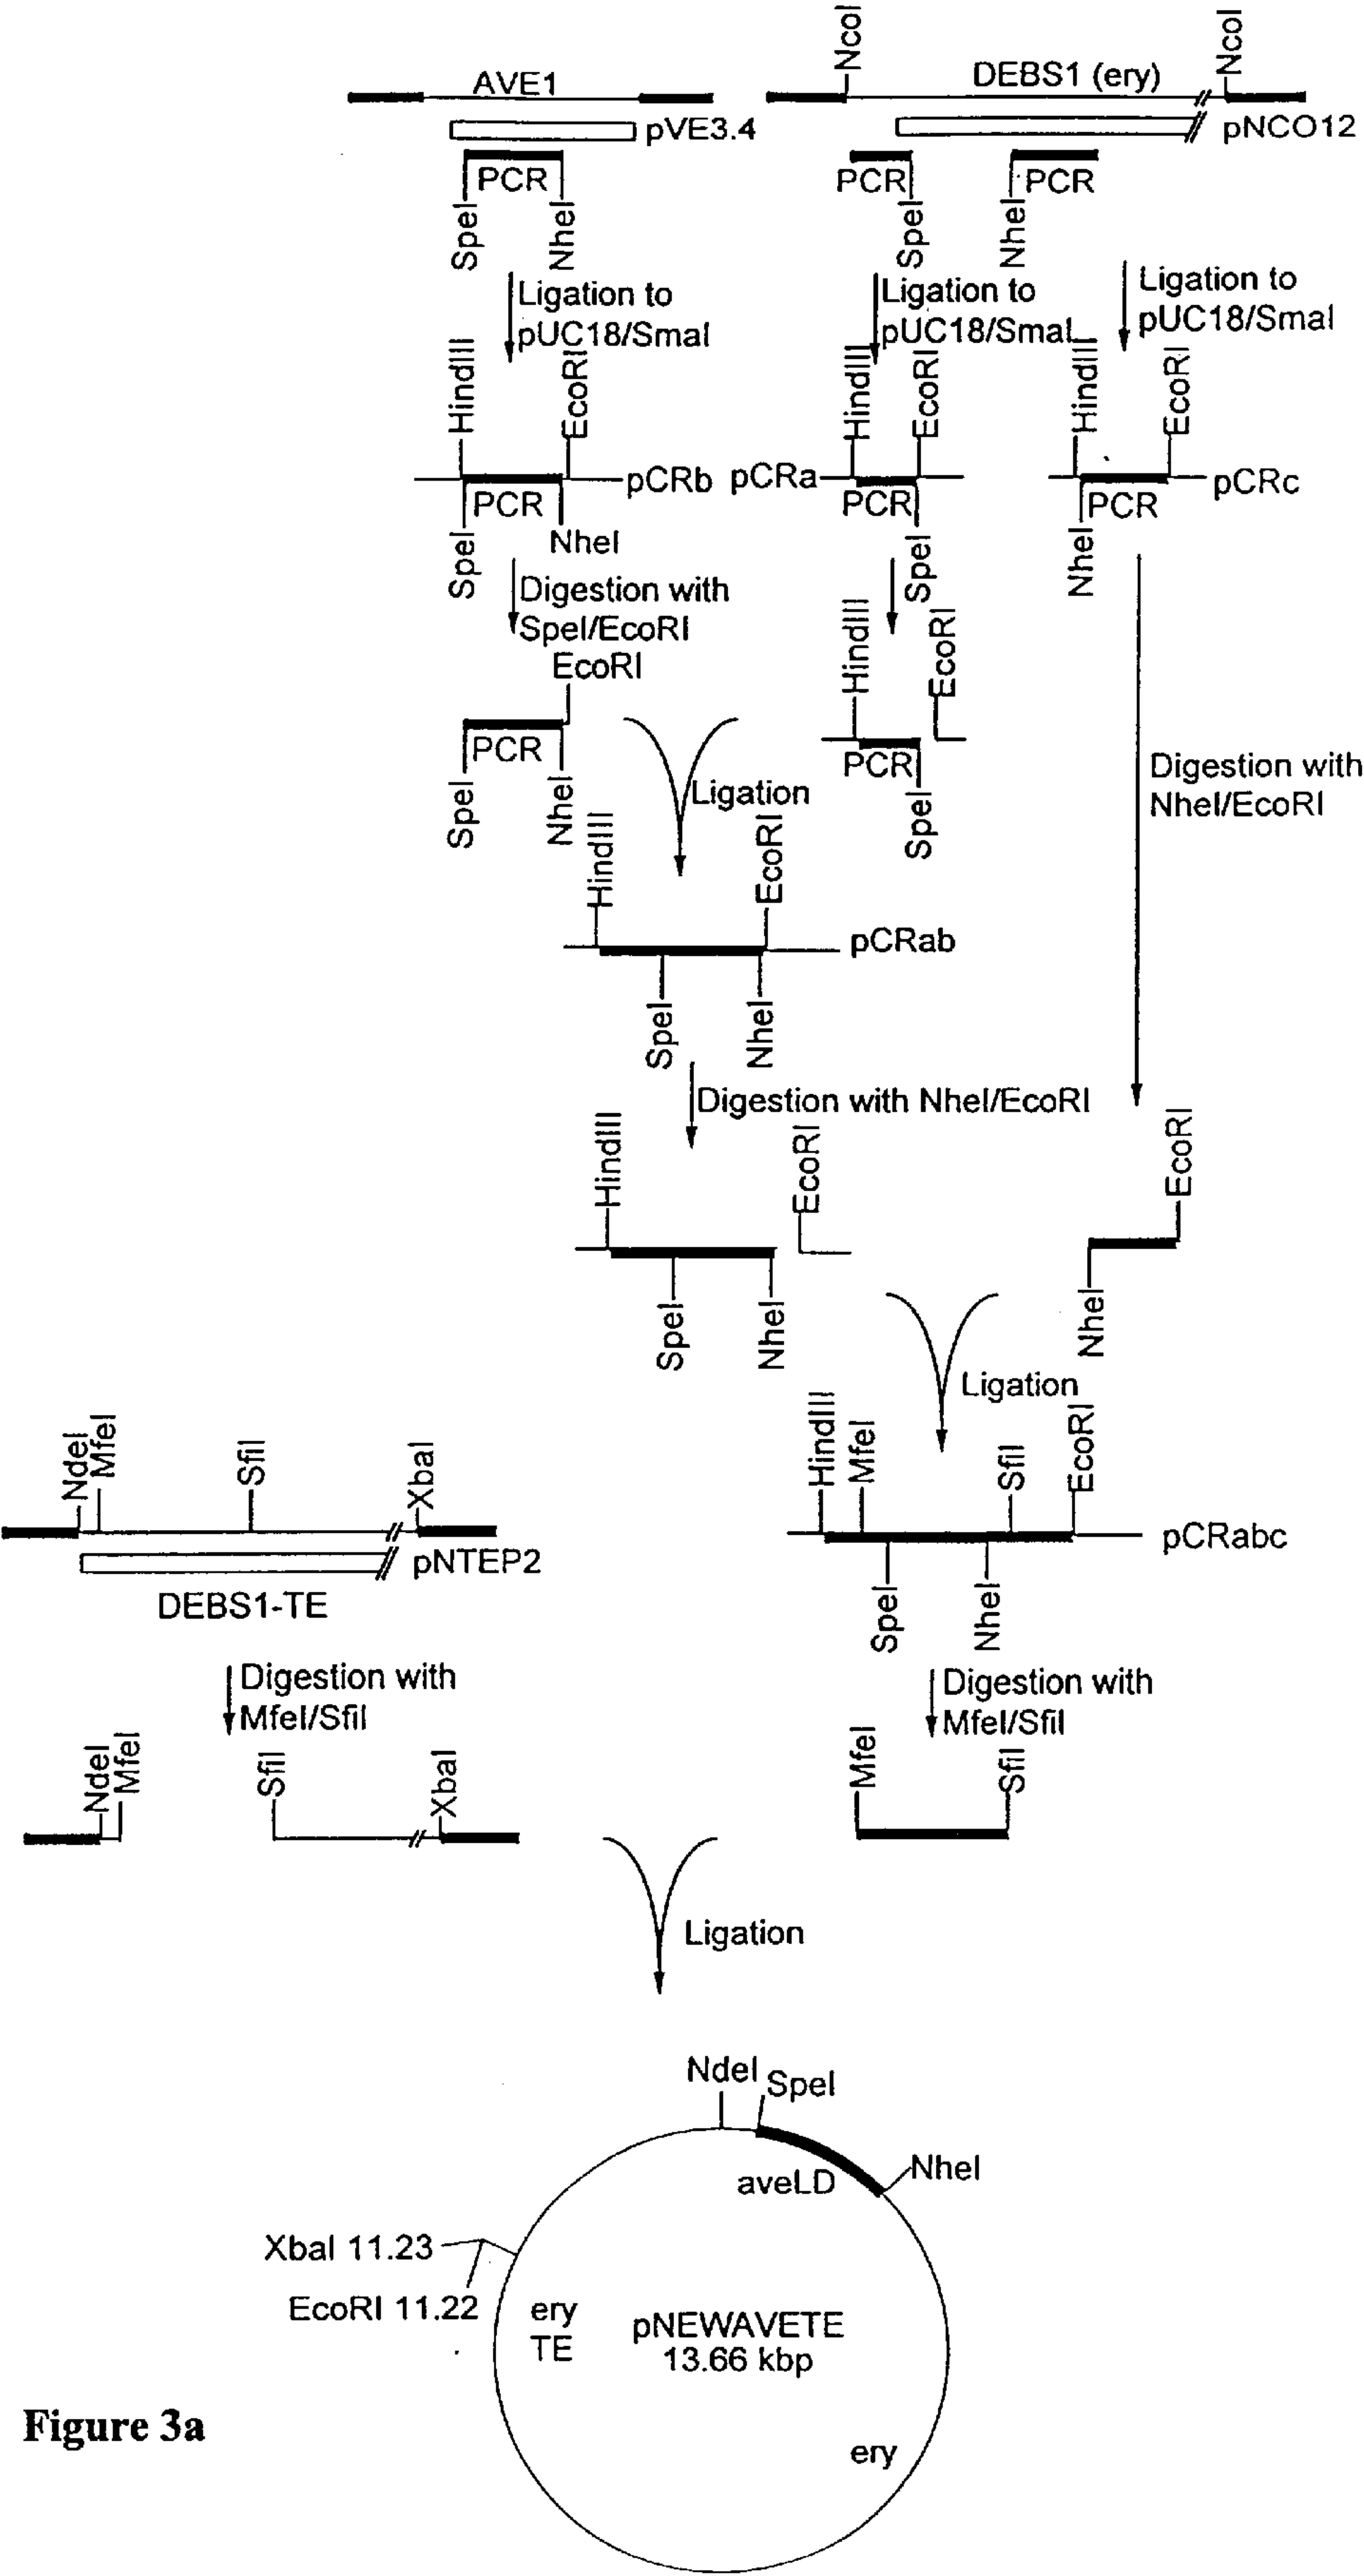 NcoI
NcoI
AVE1
DEBS1 (ery)
pVE3.4
pNCO12
PCR
PCR
PCR
SpeI
NheI
SpeI
NheI
Ligation to
pUC18/SmaI
Ligation to
pUC18/SmaI
Ligation to
pUC18/SmaI
HindIII
EcoRI
HindIII
EcoRI
HindIII
EcoRI
pCRb
pCRa
pCRc
PCR
PCR
PCR
SpeI
NheI
SpeI
NheI
Digestion with
SpeI/EcoRI
EcoRI
HindIII
EcoRI
PCR
PCR
SpeI
NheI
SpeI
Ligation
Digestion with
NheI/EcoRI
HindIII
EcoRI
pCRab
SpeI
NheI
Digestion with NheI/EcoRI
HindIII
EcoRI
EcoRI
SpeI
NheI
NheI
Ligation
NdeI
MfeI
SfiI
XbaI
HindIII
MfeI
SfiI
EcoRI
pNTEP2
pCRabc
DEBS1-TE
SpeI
NheI
Digestion with
MfeI/SfiI
Digestion with
MfeI/SfiI
NdeI
MfeI
SfiI
XbaI
MfeI
SfiI
Ligation
NdeI
SpeI
aveLD
NheI
XbaI 11.23
EcoRI 11.22
ery
TE
pNEWAVETE
13.66 kbp
ery
Figure 3a